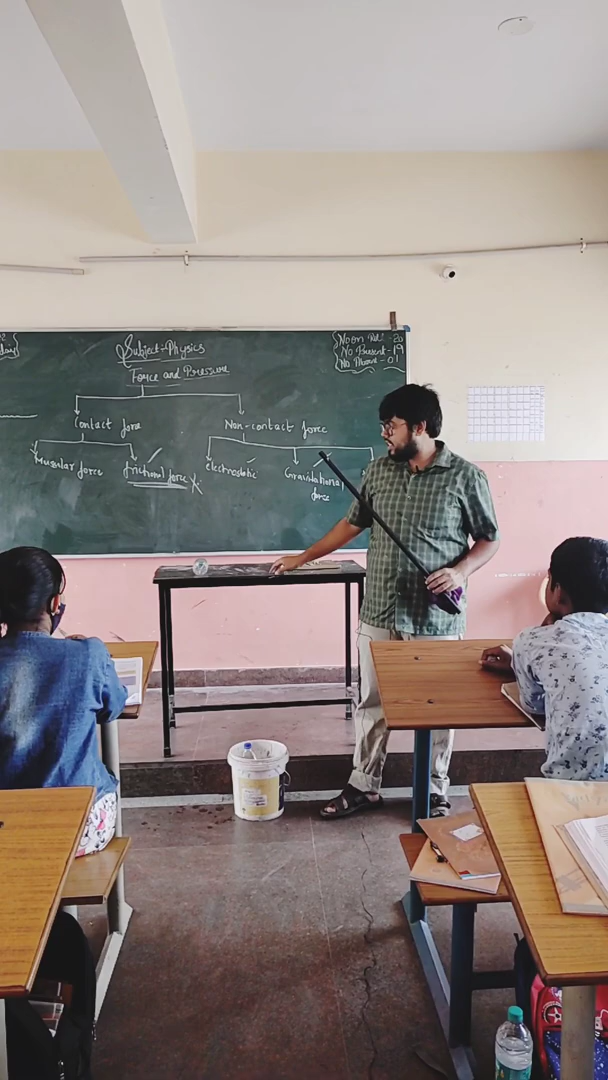 day)
Subject:-Physics
Force and Pressure
Contact force
Non-contact force
Muscular force
frictional force
electrostatic
Gravitational
force
No on Roll - 20
No Present - 19
No Absent - 01